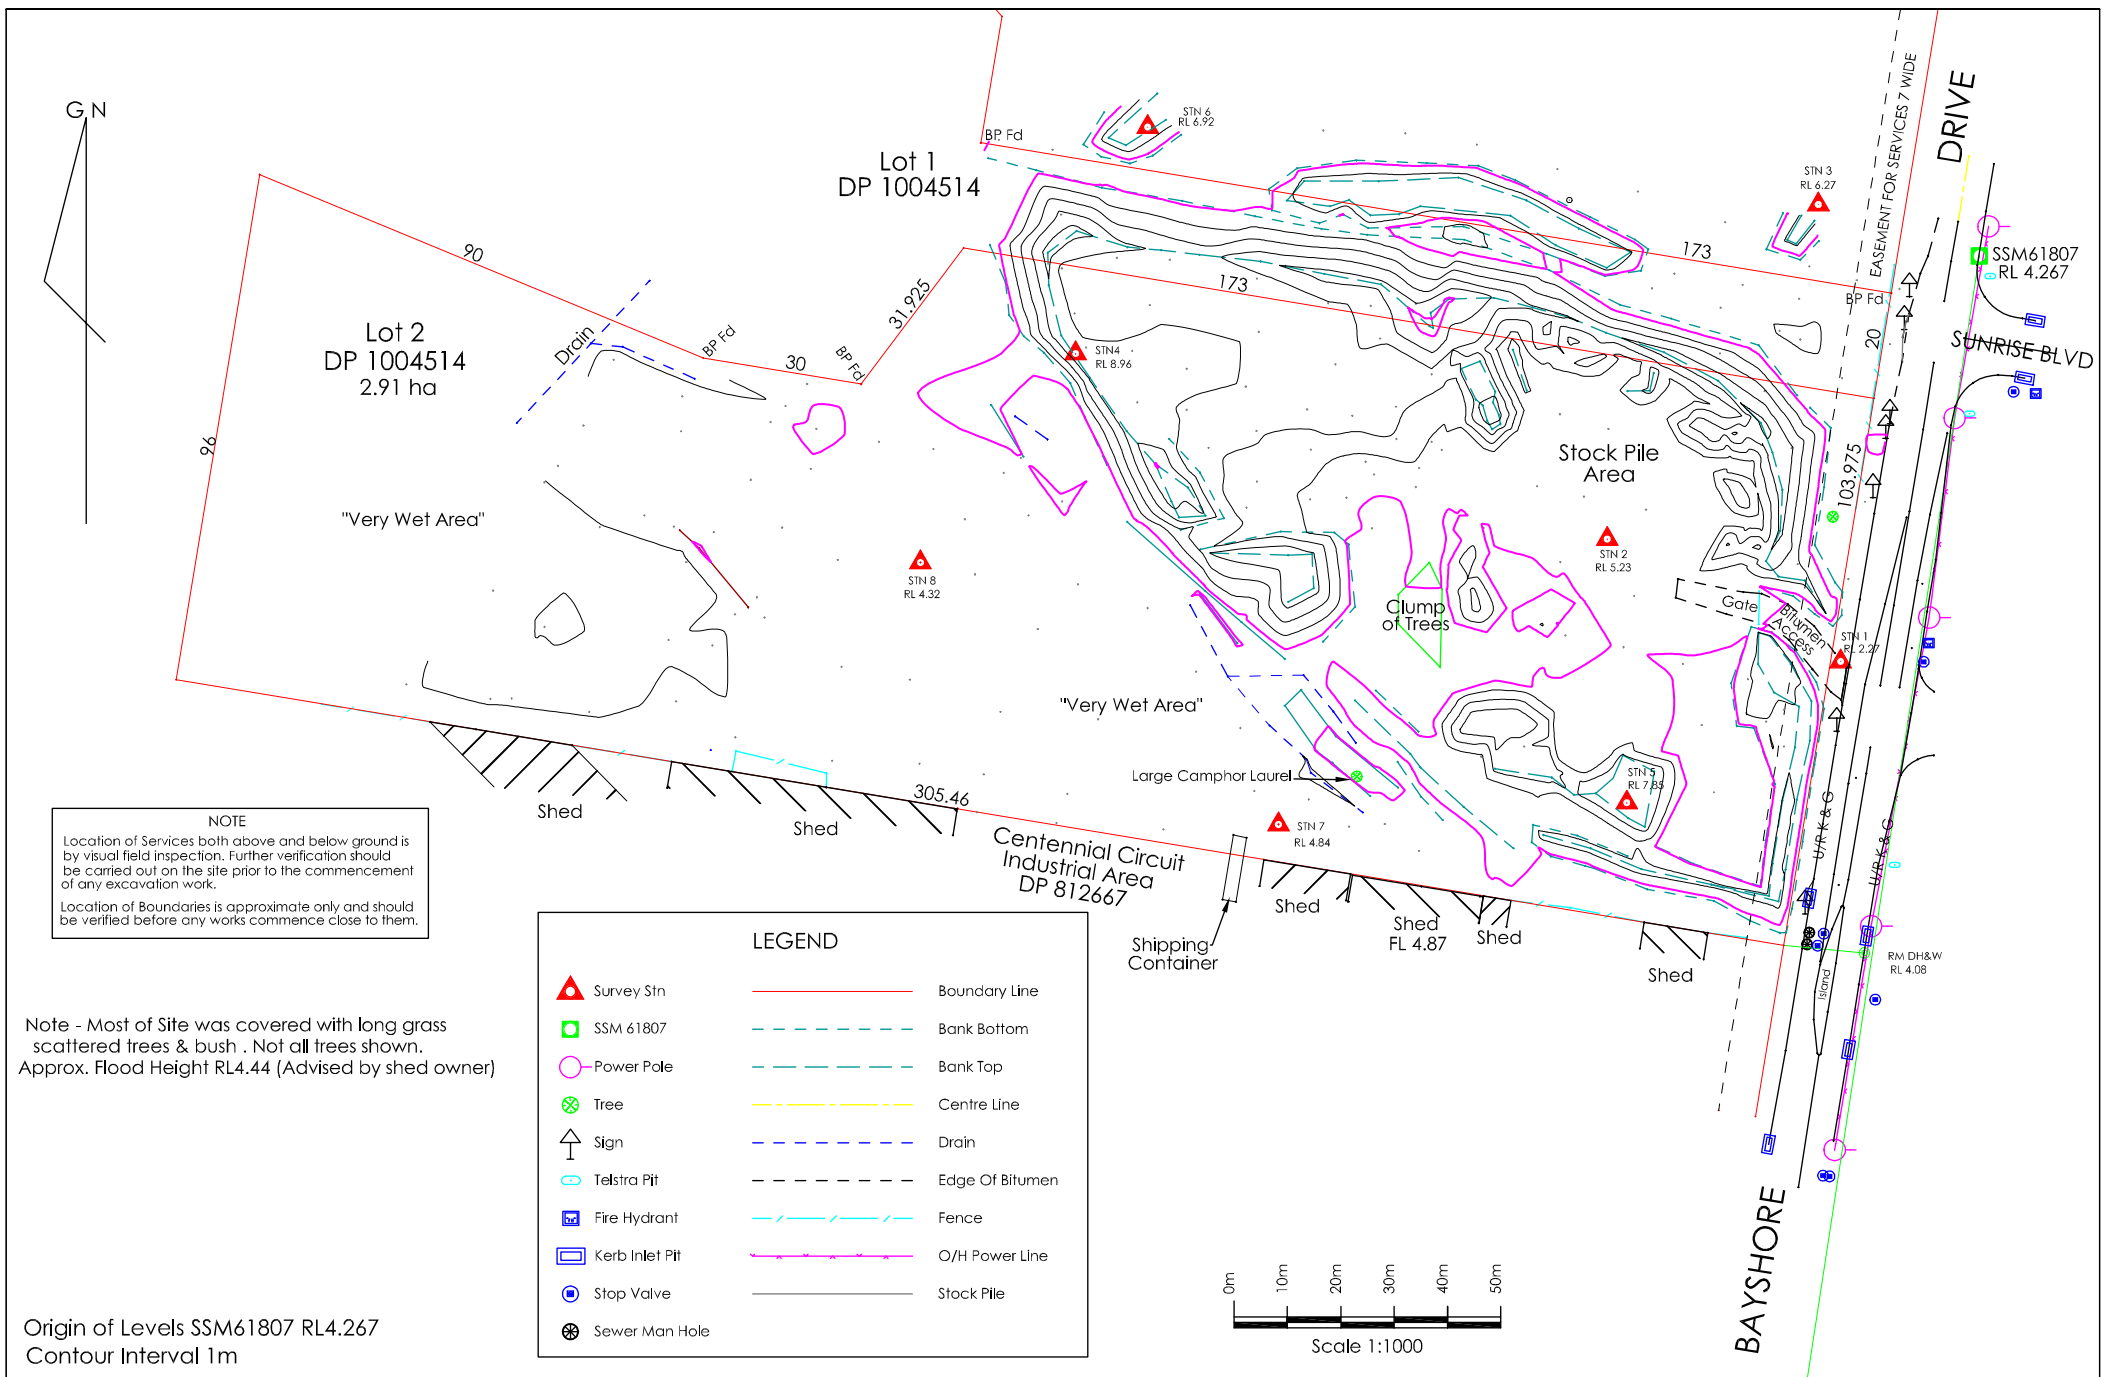 G N
Lot 1
DP 1004514
BP Fd
STN 6
RL 6.92
STN 3
RL 6.27
EASEMENT FOR SERVICES 7 WIDE
DRIVE
SSM61807
RL 4.267
SUNRISE BLVD
173
BP Fd
20
90
Lot 2
DP 1004514
2.91 ha
Drain
BP Fd
30
BP Fd
31.925
173
STN4
RL 8.96
96
Stock Pile
Area
103.975
"Very Wet Area"
STN 8
RL 4.32
STN 2
RL 5.23
Clump
of Trees
Gate
Bitumen
Access
STN 1
RL 2.27
"Very Wet Area"
Large Camphor Laurel
STN 5
RL 7.85
STN 7
RL 4.84
Shed
Shed
305.46
Centennial Circuit
Industrial Area
DP 812667
Shipping
Container
Shed
Shed
FL 4.87
Shed
Shed
U/R K & G
U/R K & G
Island
RM DH&W
RL 4.08
BAYSHORE
NOTE
Location of Services both above and below ground is
by visual field inspection. Further verification should
be carried out on the site prior to the commencement
of any excavation work.
Location of Boundaries is approximate only and should
be verified before any works commence close to them.
Note - Most of Site was covered with long grass
scattered trees & bush . Not all trees shown.
Approx. Flood Height RL4.44 (Advised by shed owner)
Origin of Levels SSM61807 RL4.267
Contour Interval 1m
LEGEND
Survey Stn
SSM 61807
Power Pole
Tree
Sign
Telstra Pit
Fire Hydrant
Kerb Inlet Pit
Stop Valve
Sewer Man Hole
Boundary Line
Bank Bottom
Bank Top
Centre Line
Drain
Edge Of Bitumen
Fence
O/H Power Line
Stock Pile
0m
10m
20m
30m
40m
50m
Scale 1:1000